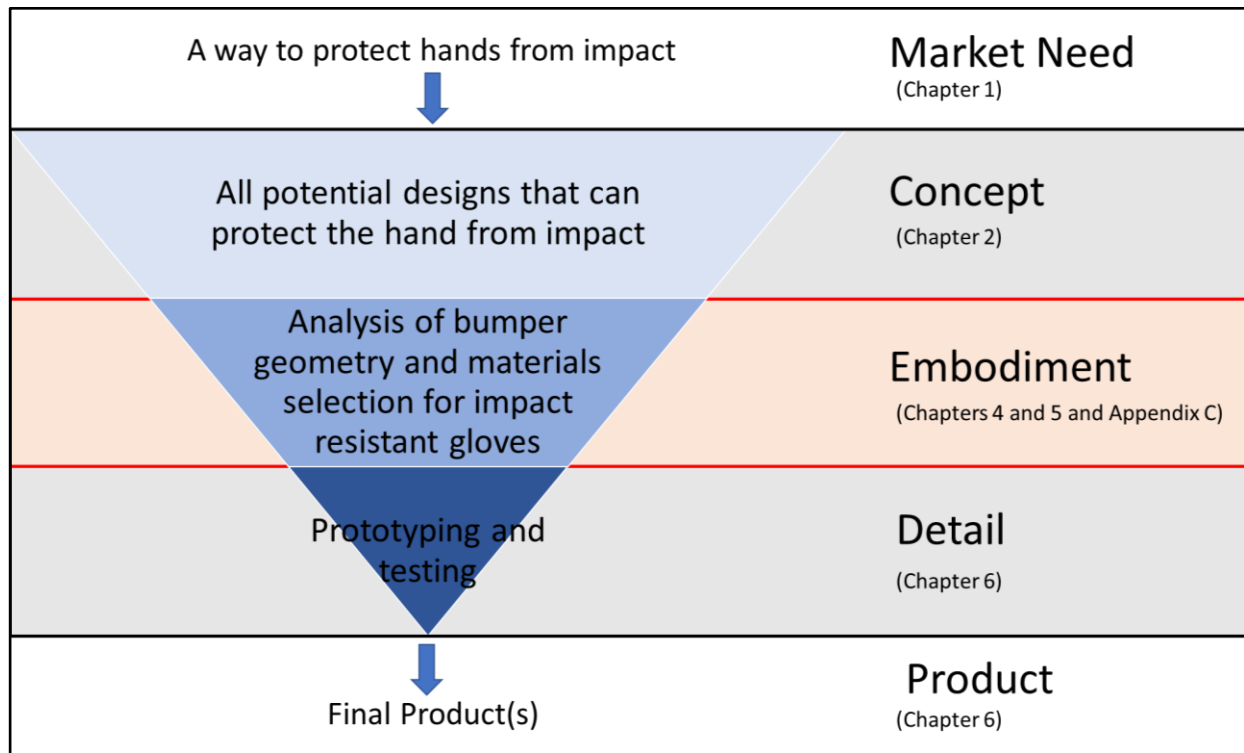 A way to protect hands from impact
Market Need
(Chapter 1)
All potential designs that can
protect the hand from impact
Concept
(Chapter 2)
Analysis of bumper
geometry and materials
selection for impact
resistant gloves
Embodiment
(Chapters 4 and 5 and Appendix C)
Prototyping and
testing
Detail
(Chapter 6)
Final Product(s)
Product
(Chapter 6)